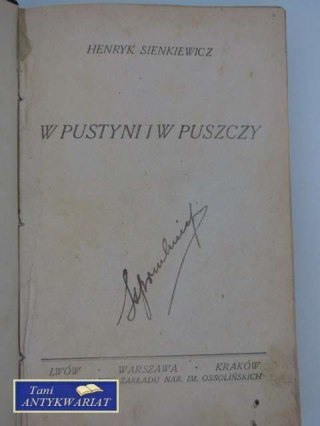 HENRYK SIENKIEWICZ
W PUSTYNI I W PUSZCZY
LWÓW · WARSZAWA · KRAKÓW
ZAKŁADU NAR. IM. OSSOLIŃSKICH
Tani
ANTYKWARIAT